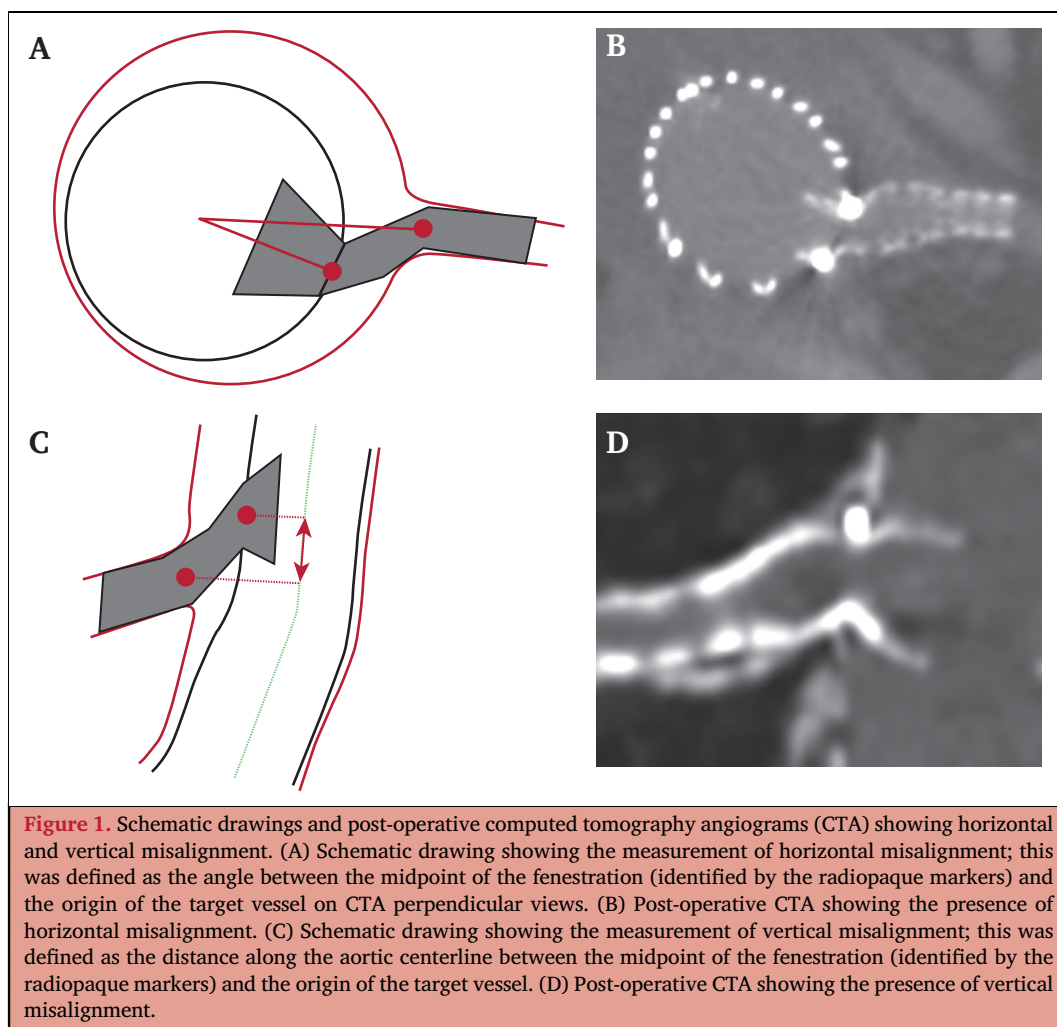 A
B
C
D
Figure 1. Schematic drawings and post-operative computed tomography angiograms (CTA) showing horizontal
and vertical misalignment. (A) Schematic drawing showing the measurement of horizontal misalignment; this
was defined as the angle between the midpoint of the fenestration (identified by the radiopaque markers) and
the origin of the target vessel on CTA perpendicular views. (B) Post-operative CTA showing the presence of
horizontal misalignment. (C) Schematic drawing showing the measurement of vertical misalignment; this was
defined as the distance along the aortic centerline between the midpoint of the fenestration (identified by the
radiopaque markers) and the origin of the target vessel. (D) Post-operative CTA showing the presence of vertical
misalignment.